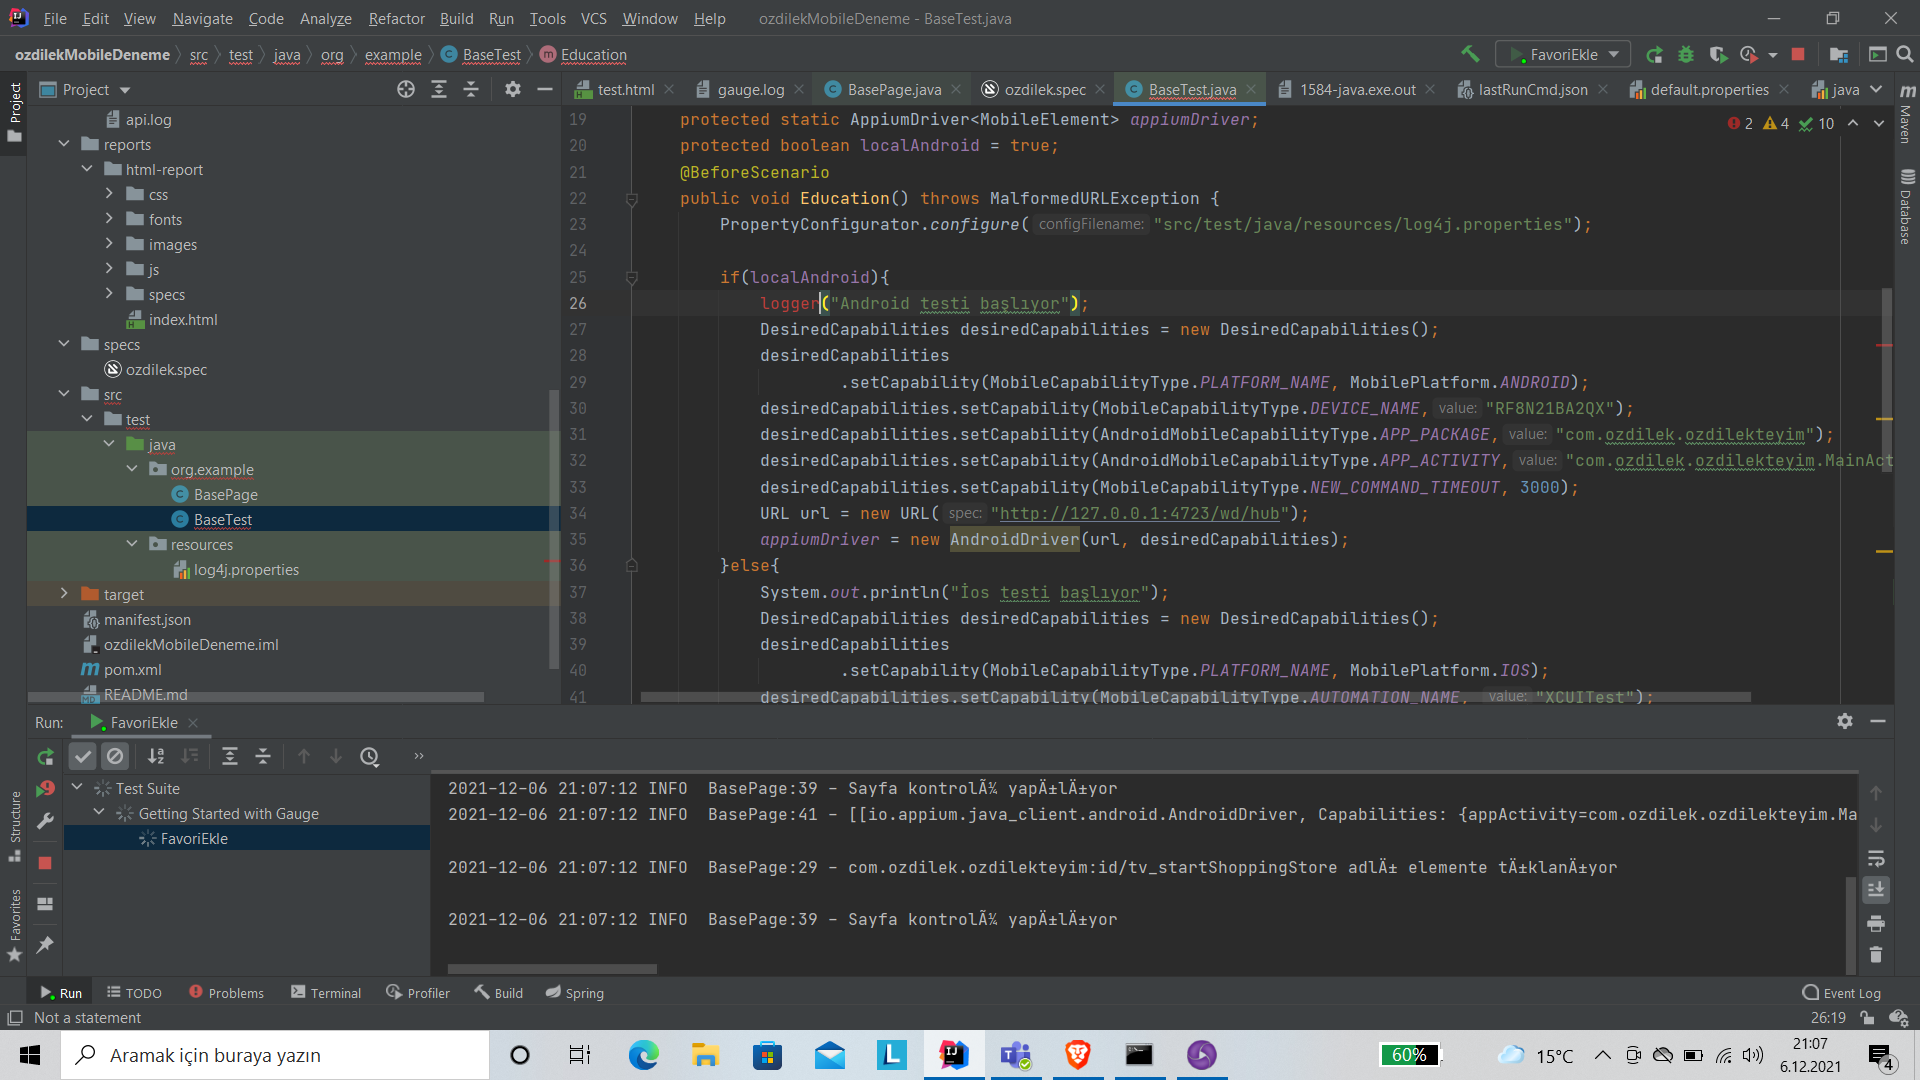 File Edit View Navigate Code Analyze Refactor Build Run Tools VCS Window Help ozdilekMobileDeneme - BaseTest.java
ozdilekMobileDeneme src test java org example BaseTest Education FavoriEkle
Project
test.html gauge.log BasePage.java ozdilek.spec BaseTest.java 1584-java.exe.out lastRunCmd.json default.properties java
api.log
reports
html-report
css
fonts
images
js
specs
index.html
specs
ozdilek.spec
src
test
java
org.example
BasePage
BaseTest
resources
log4j.properties
target
manifest.json
ozdilekMobileDeneme.iml
pom.xml
README.md
2 4 10
19 protected static AppiumDriver<MobileElement> appiumDriver;
20 protected boolean localAndroid = true;
21 @BeforeScenario
22 public void Education() throws MalformedURLException {
23 PropertyConfigurator.configure( configFilename: "src/test/java/resources/log4j.properties");
24
25 if(localAndroid){
26 logger("Android testi başlıyor");
27 DesiredCapabilities desiredCapabilities = new DesiredCapabilities();
28 desiredCapabilities
29 .setCapability(MobileCapabilityType.PLATFORM_NAME, MobilePlatform.ANDROID);
30 desiredCapabilities.setCapability(MobileCapabilityType.DEVICE_NAME, value: "RF8N21BA2QX");
31 desiredCapabilities.setCapability(AndroidMobileCapabilityType.APP_PACKAGE, value: "com.ozdilek.ozdilekteyim");
32 desiredCapabilities.setCapability(AndroidMobileCapabilityType.APP_ACTIVITY, value: "com.ozdilek.ozdilekteyim.MainAct
33 desiredCapabilities.setCapability(MobileCapabilityType.NEW_COMMAND_TIMEOUT, 3000);
34 URL url = new URL( spec: "http://127.0.0.1:4723/wd/hub");
35 appiumDriver = new AndroidDriver(url, desiredCapabilities);
36 }else{
37 System.out.println("İos testi başlıyor");
38 DesiredCapabilities desiredCapabilities = new DesiredCapabilities();
39 desiredCapabilities
40 .setCapability(MobileCapabilityType.PLATFORM_NAME, MobilePlatform.IOS);
41 desiredCapabilities.setCapability(MobileCapabilityType.AUTOMATION_NAME, value: "XCUITest");
Project
Structure
Favorites
Maven
Database
Run: FavoriEkle
Test Suite
Getting Started with Gauge
FavoriEkle
2021-12-06 21:07:12 INFO BasePage:39 - Sayfa kontrolÃ¼ yapÄ±lÄ±yor
2021-12-06 21:07:12 INFO BasePage:41 - [[io.appium.java_client.android.AndroidDriver, Capabilities: {appActivity=com.ozdilek.ozdilekteyim.Ma
2021-12-06 21:07:12 INFO BasePage:29 - com.ozdilek.ozdilekteyim:id/tv_startShoppingStore adlÄ± elemente tÄ±klanÄ±yor
2021-12-06 21:07:12 INFO BasePage:39 - Sayfa kontrolÃ¼ yapÄ±lÄ±yor
Run TODO Problems Terminal Profiler Build Spring Event Log
Not a statement 26:19
Aramak için buraya yazın 60% 15°C 21:07
6.12.2021 4